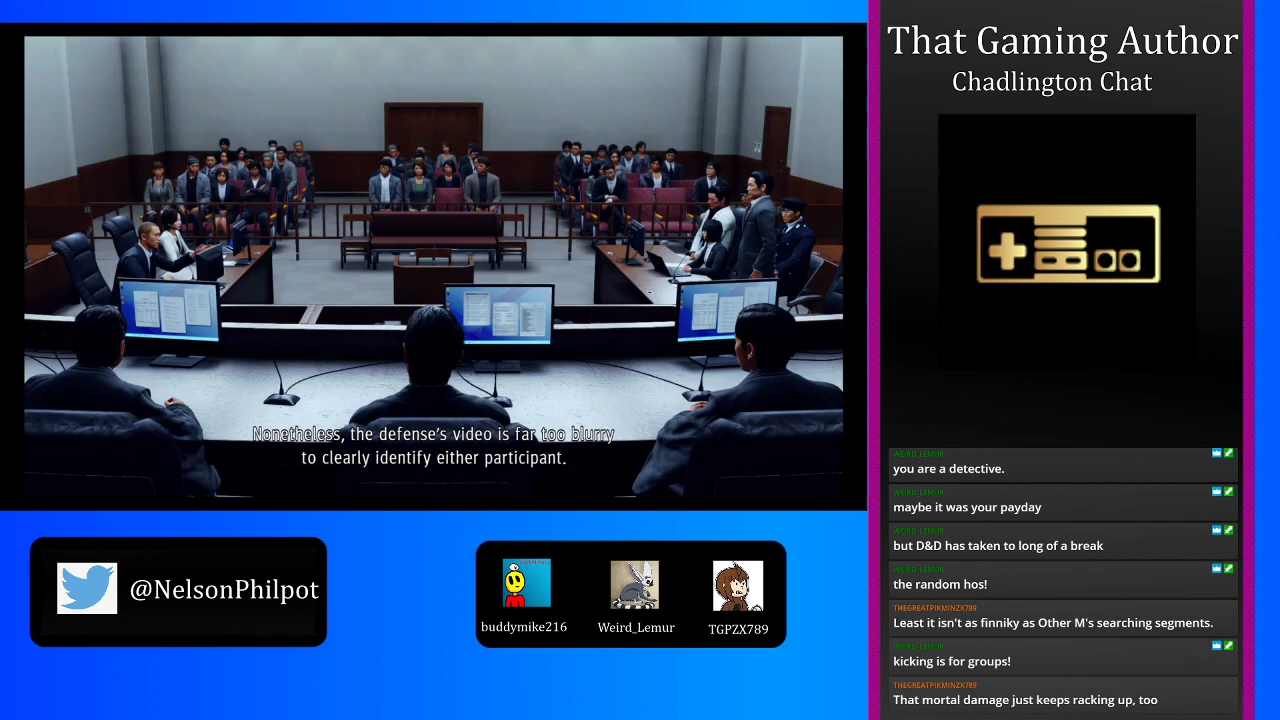 That Gaming Author
Chadlington Chat
Nonetheless, the defense's video is far too blurry
to clearly identify either participant.
@NelsonPhilpot
buddymike216
Weird_Lemur
TGPZX789
WEIRD_LEMUR
you are a detective.
WEIRD_LEMUR
maybe it was your payday
WEIRD_LEMUR
but D&D has taken to long of a break
WEIRD_LEMUR
the random hos!
THEGREATPIKMINZX789
Least it isn't as finniky as Other M's searching segments.
WEIRD_LEMUR
kicking is for groups!
THEGREATPIKMINZX789
That mortal damage just keeps racking up, too